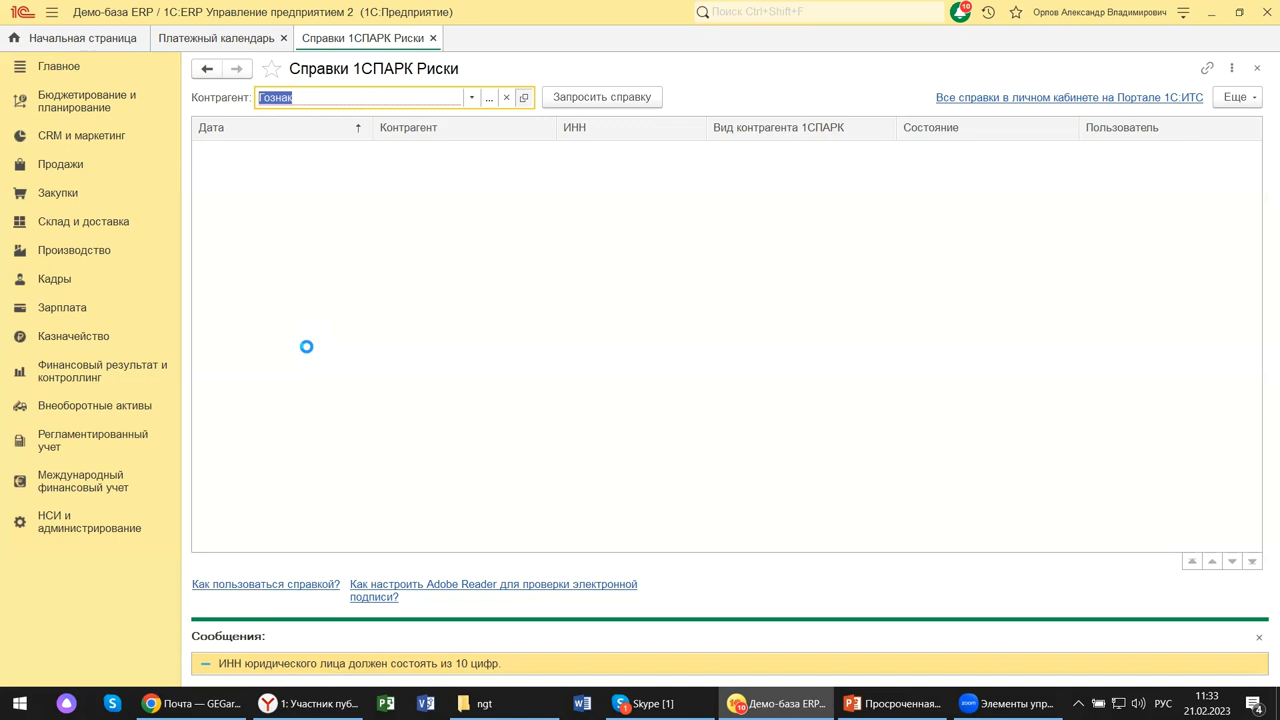 Демо-база ERP / 1C:ERP Управление предприятием 2 (1С:Предприятие)
Поиск Ctrl+Shift+F
10
Орлов Александр Владимирович
Начальная страница
Платежный календарь ×
Справки 1СПАРК Риски ×
Главное
Бюджетирование и
планирование
CRM и маркетинг
Продажи
Закупки
Склад и доставка
Производство
Кадры
Зарплата
Казначейство
Финансовый результат и
контроллинг
Внеоборотные активы
Регламентированный
учет
Международный
финансовый учет
НСИ и
администрирование
Справки 1СПАРК Риски
Контрагент: Гознак
Запросить справку
Все справки в личном кабинете на Портале 1С:ИТС
Еще
Дата ↑ Контрагент ИНН Вид контрагента 1СПАРК Состояние Пользователь
Как пользоваться справкой?
Как настроить Adobe Reader для проверки электронной
подписи?
Сообщения:
ИНН юридического лица должен состоять из 10 цифр.
Почта — GEGar...
1: Участник пуб...
ngt
Skype [1]
Демо-база ERP...
Просроченная...
Элементы упр...
РУС
11:33
21.02.2023
4